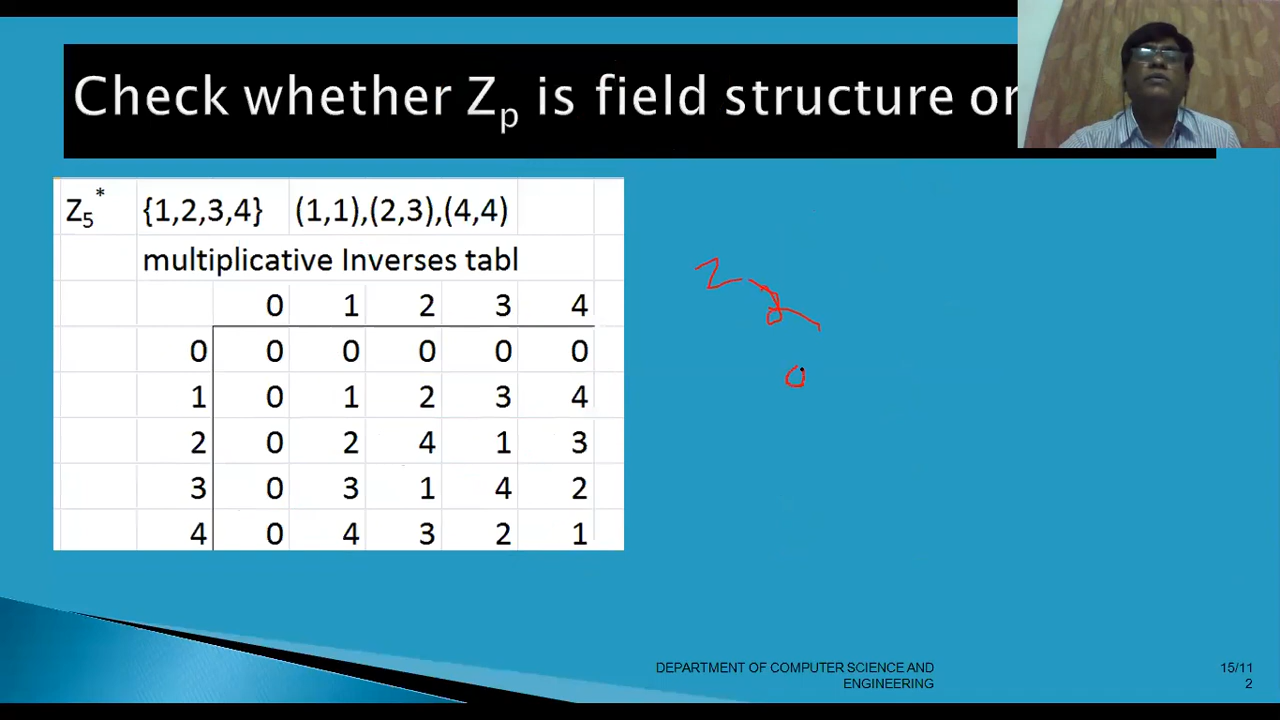 Check whether Zp is field structure or
Z5* {1,2,3,4} (1,1),(2,3),(4,4)
multiplicative Inverses tabl
0 1 2 3 4
0 0 0 0 0 0
1 0 1 2 3 4
2 0 2 4 1 3
3 0 3 1 4 2
4 0 4 3 2 1
0
DEPARTMENT OF COMPUTER SCIENCE AND
ENGINEERING
15/11
2